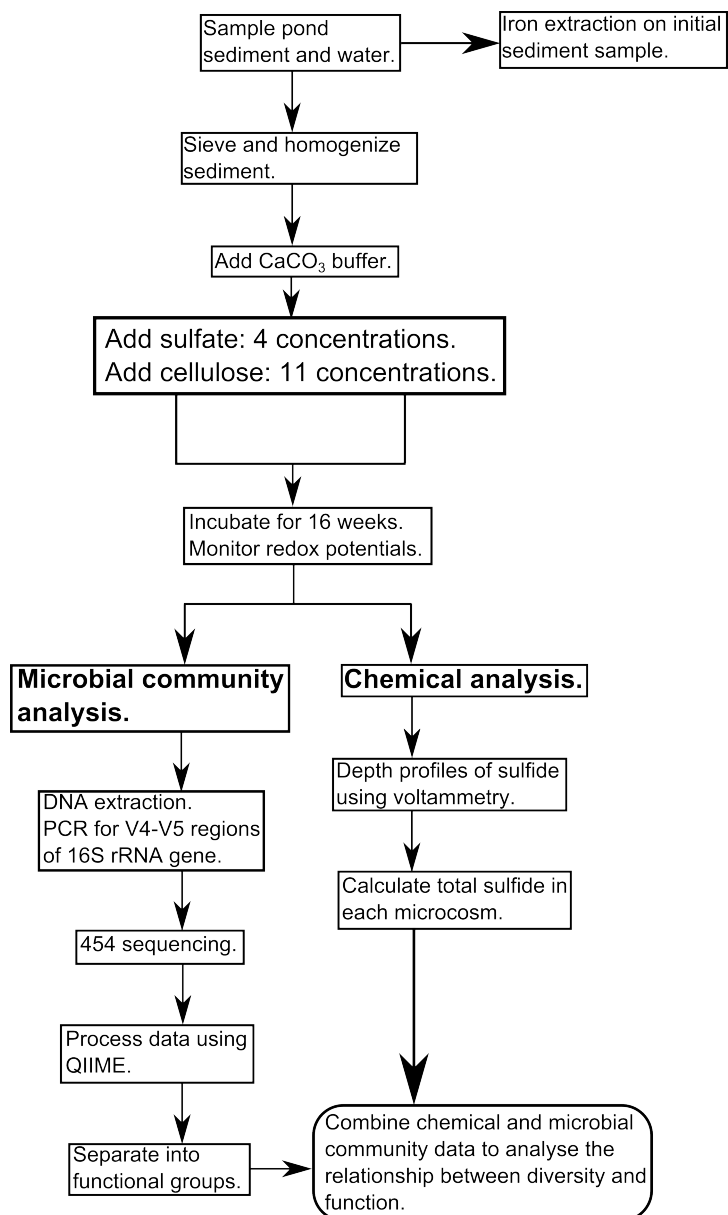 Sample pond
sediment and water.
Iron extraction on initial
sediment sample.
Sieve and homogenize
sediment.
Add CaCO₃ buffer.
Add sulfate: 4 concentrations.
Add cellulose: 11 concentrations.
Incubate for 16 weeks.
Monitor redox potentials.
Microbial community
analysis.
DNA extraction.
PCR for V4-V5 regions
of 16S rRNA gene.
454 sequencing.
Process data using
QIIME.
Separate into
functional groups.
Chemical analysis.
Depth profiles of sulfide
using voltammetry.
Calculate total sulfide in
each microcosm.
Combine chemical and microbial
community data to analyse the
relationship between diversity and
function.